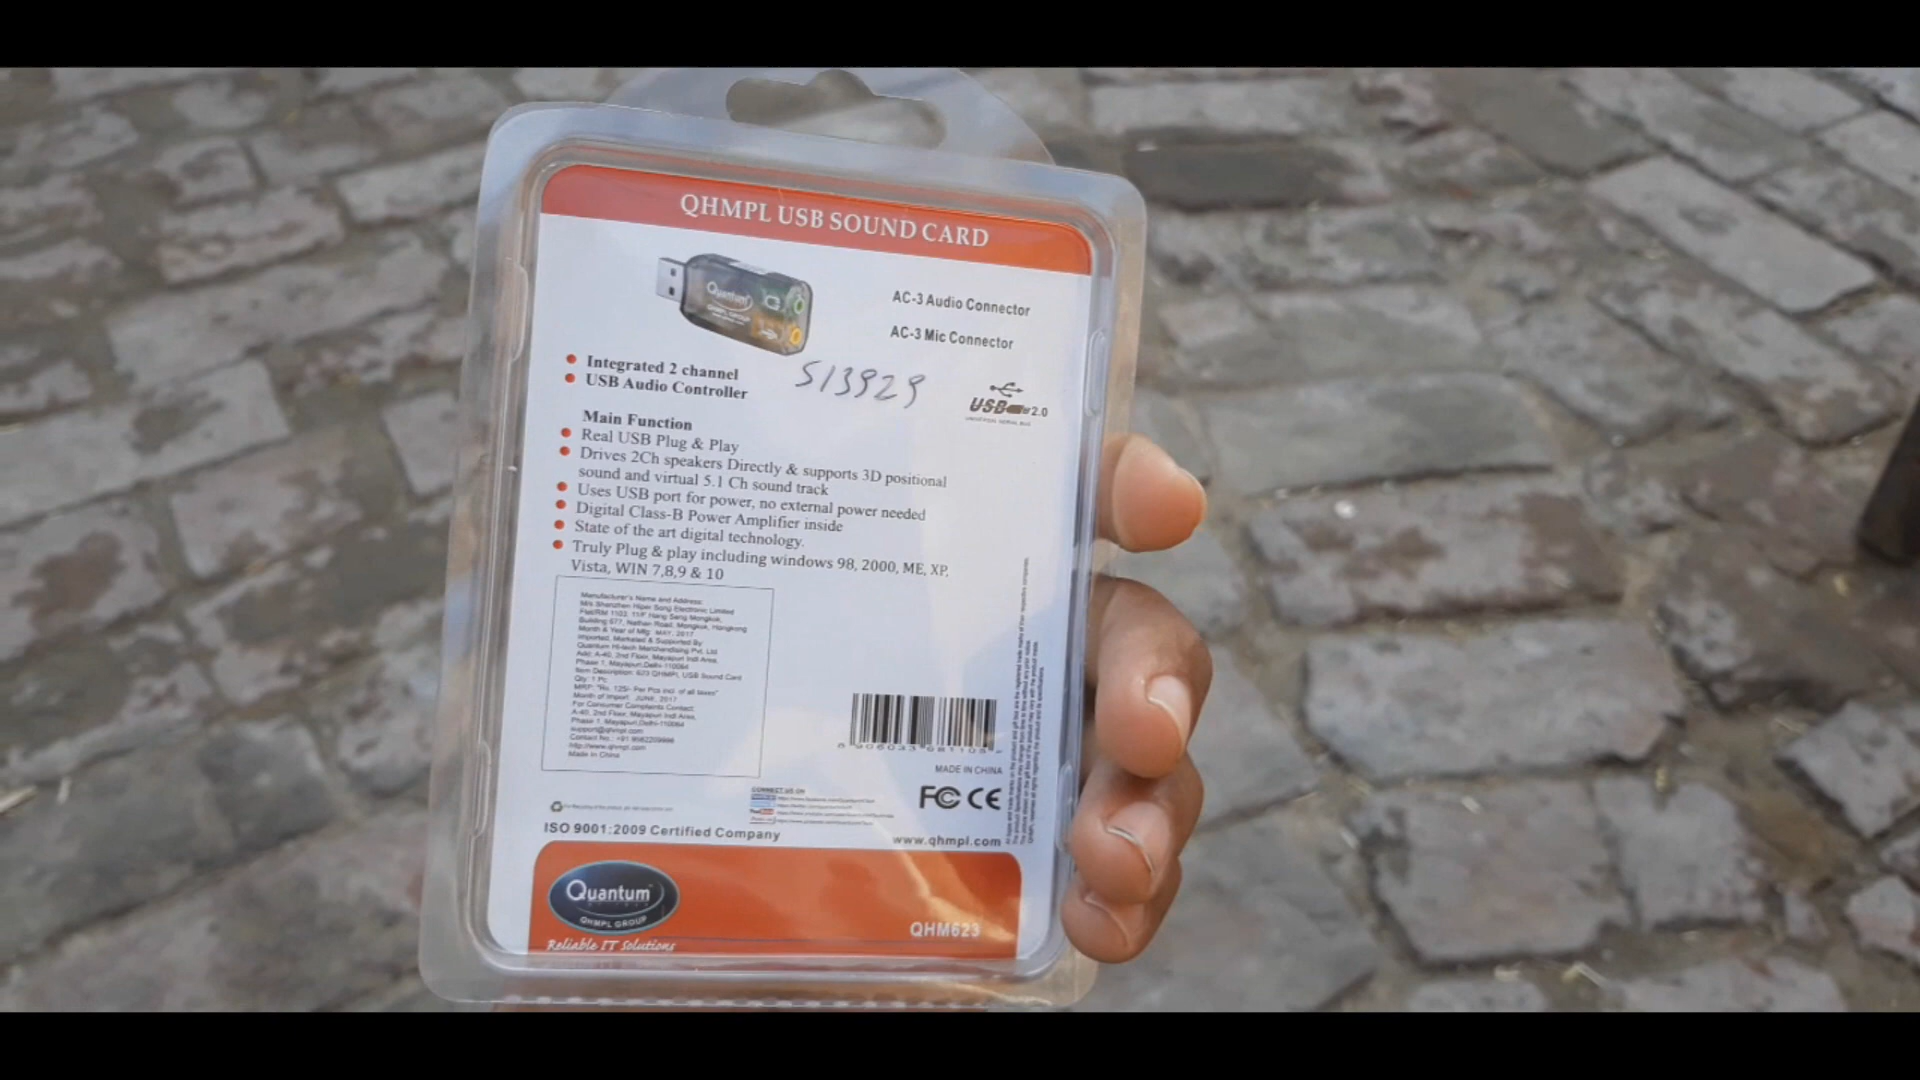 QHMPL USB SOUND CARD
Quantum
QHMPL GROUP
AC-3 Audio Connector
AC-3 Mic Connector
Integrated 2 channel
USB Audio Controller
513929
USB 2.0
UNIVERSAL SERIAL BUS
Main Function
Real USB Plug & Play
Drives 2Ch speakers Directly & supports 3D positional
sound and virtual 5.1 Ch sound track
Uses USB port for power, no external power needed
Digital Class-B Power Amplifier inside
State of the art digital technology.
Truly Plug & play including windows 98, 2000, ME, XP,
Vista, WIN 7,8,9 & 10
Manufacturer's Name and Address:
M/s Shenzhen Hiper Song Electronic Limited
Flat/RM 1103, 11/F Hang Seng Mongkok,
Building 677, Nathan Road, Mongkok, Hongkong
Month & Year of Mfg: MAY, 2017
Imported, Marketed & Supported By
Quantum Hi-tech Merchandising Pvt. Ltd.
Add: A-40, 2nd Floor, Mayapuri Indl Area,
Phase 1, Mayapuri,Delhi-110064
Item Description: 623 QHMPL USB Sound Card
Qty: 1 Pc
MRP: "Rs. 125/- Per Pcs incl. of all taxes"
Month of Import: JUNE, 2017
For Consumer Complaints Contact:
A-40, 2nd Floor, Mayapuri Indl Area,
Phase 1, Mayapuri,Delhi-110064
support@qhmpl.com
Contact No.: +91
http://www.qhmpl.com
Made in China
MADE IN CHINA
CONNECT US ON
FC CE
ISO 9001:2009 Certified Company
www.qhmpl.com
Quantum
QHMPL GROUP
Reliable IT Solutions
QHM623